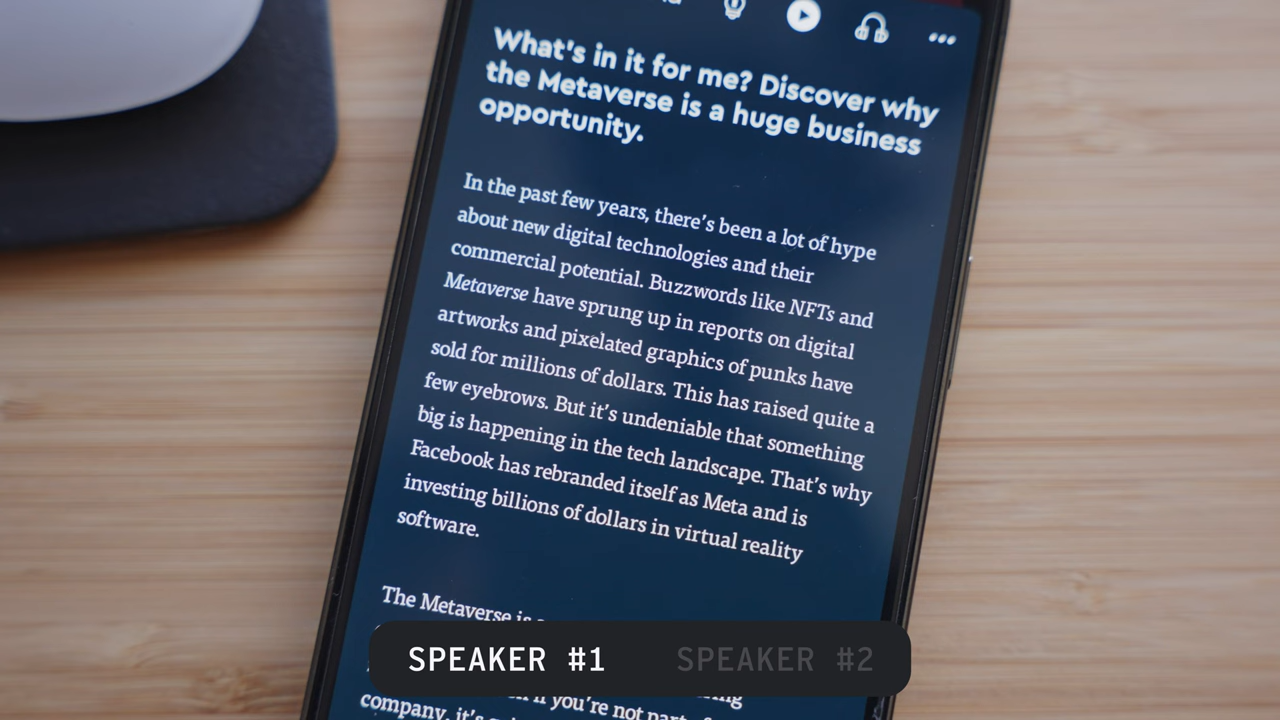 What's in it for me? Discover why
the Metaverse is a huge business
opportunity.
In the past few years, there's been a lot of hype
about new digital technologies and their
commercial potential. Buzzwords like NFTs and
Metaverse have sprung up in reports on digital
artworks and pixelated graphics of punks have
sold for millions of dollars. This has raised quite a
few eyebrows. But it's undeniable that something
big is happening in the tech landscape. That's why
Facebook has rebranded itself as Meta and is
investing billions of dollars in virtual reality
software.
The Metaverse is
if you're not part of
company, it's
SPEAKER #1 SPEAKER #2